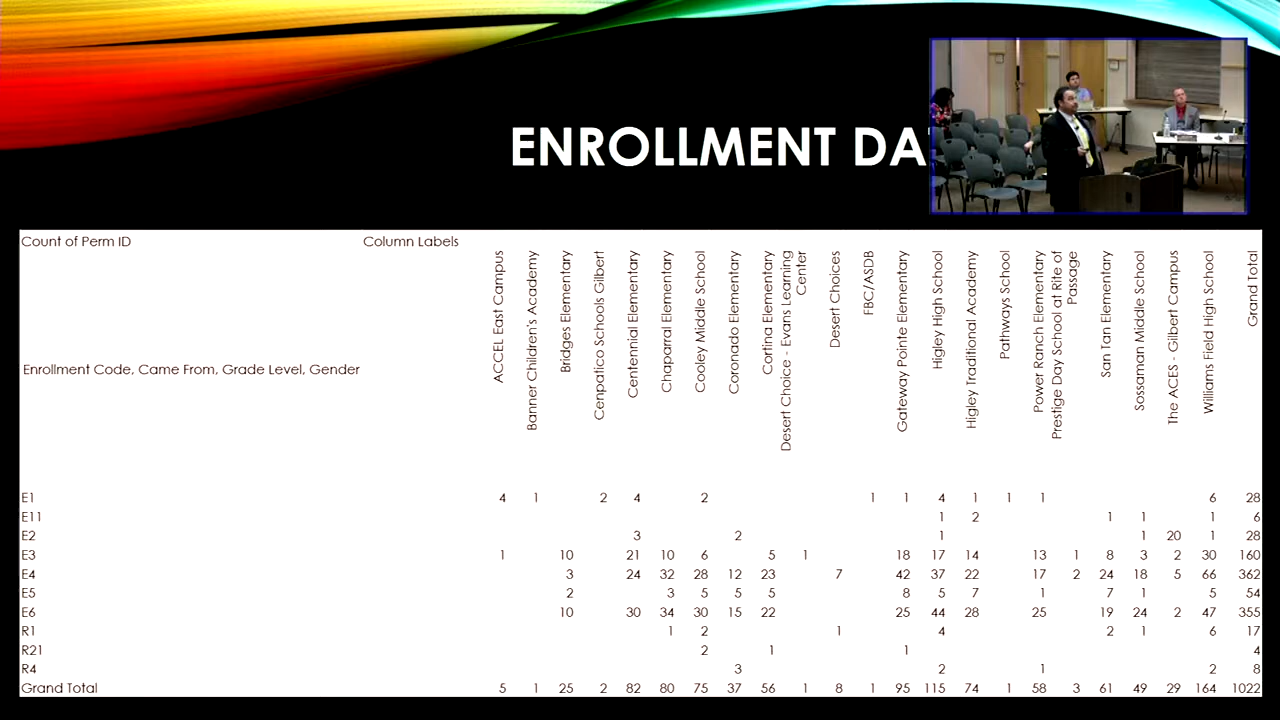 ENROLLMENT DA
Count of Perm ID Column Labels
Enrollment Code, Came From, Grade Level, Gender
ACCEL East Campus
Banner Children's Academy
Bridges Elementary
Cenpatico Schools Gilbert
Centennial Elementary
Chaparral Elementary
Cooley Middle School
Coronado Elementary
Cortina Elementary
Desert Choice - Evans Learning
Center
Desert Choices
FBC/ASDB
Gateway Pointe Elementary
Higley High School
Higley Traditional Academy
Pathways School
Power Ranch Elementary
Prestige Day School at Rite of
Passage
San Tan Elementary
Sossaman Middle School
The ACES - Gilbert Campus
Williams Field High School
Grand Total
E1 4 1 2 4 2 1 1 4 1 1 1 6 28
E11 1 2 1 1 1 6
E2 3 2 1 1 20 1 28
E3 1 10 21 10 6 5 1 18 17 14 13 1 8 3 2 30 160
E4 3 24 32 28 12 23 7 42 37 22 17 2 24 18 5 66 362
E5 2 3 5 5 5 8 5 7 1 7 1 5 54
E6 10 30 34 30 15 22 25 44 28 25 19 24 2 47 355
R1 1 2 1 4 2 1 6 17
R21 2 1 1 4
R4 3 2 1 2 8
Grand Total 5 1 25 2 82 80 75 37 56 1 8 1 95 115 74 1 58 3 61 49 29 164 1022